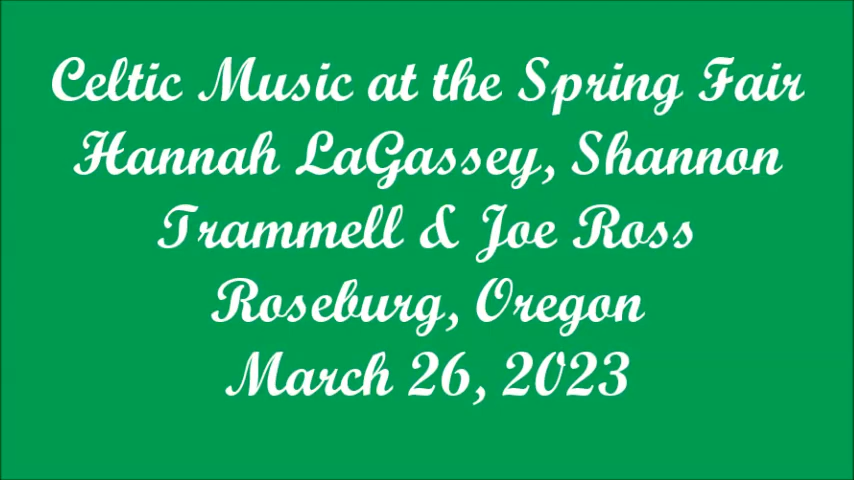 Celtic Music at the Spring Fair
Hannah LaGassey, Shannon
Trammell & Joe Ross
Roseburg, Oregon
March 26, 2023